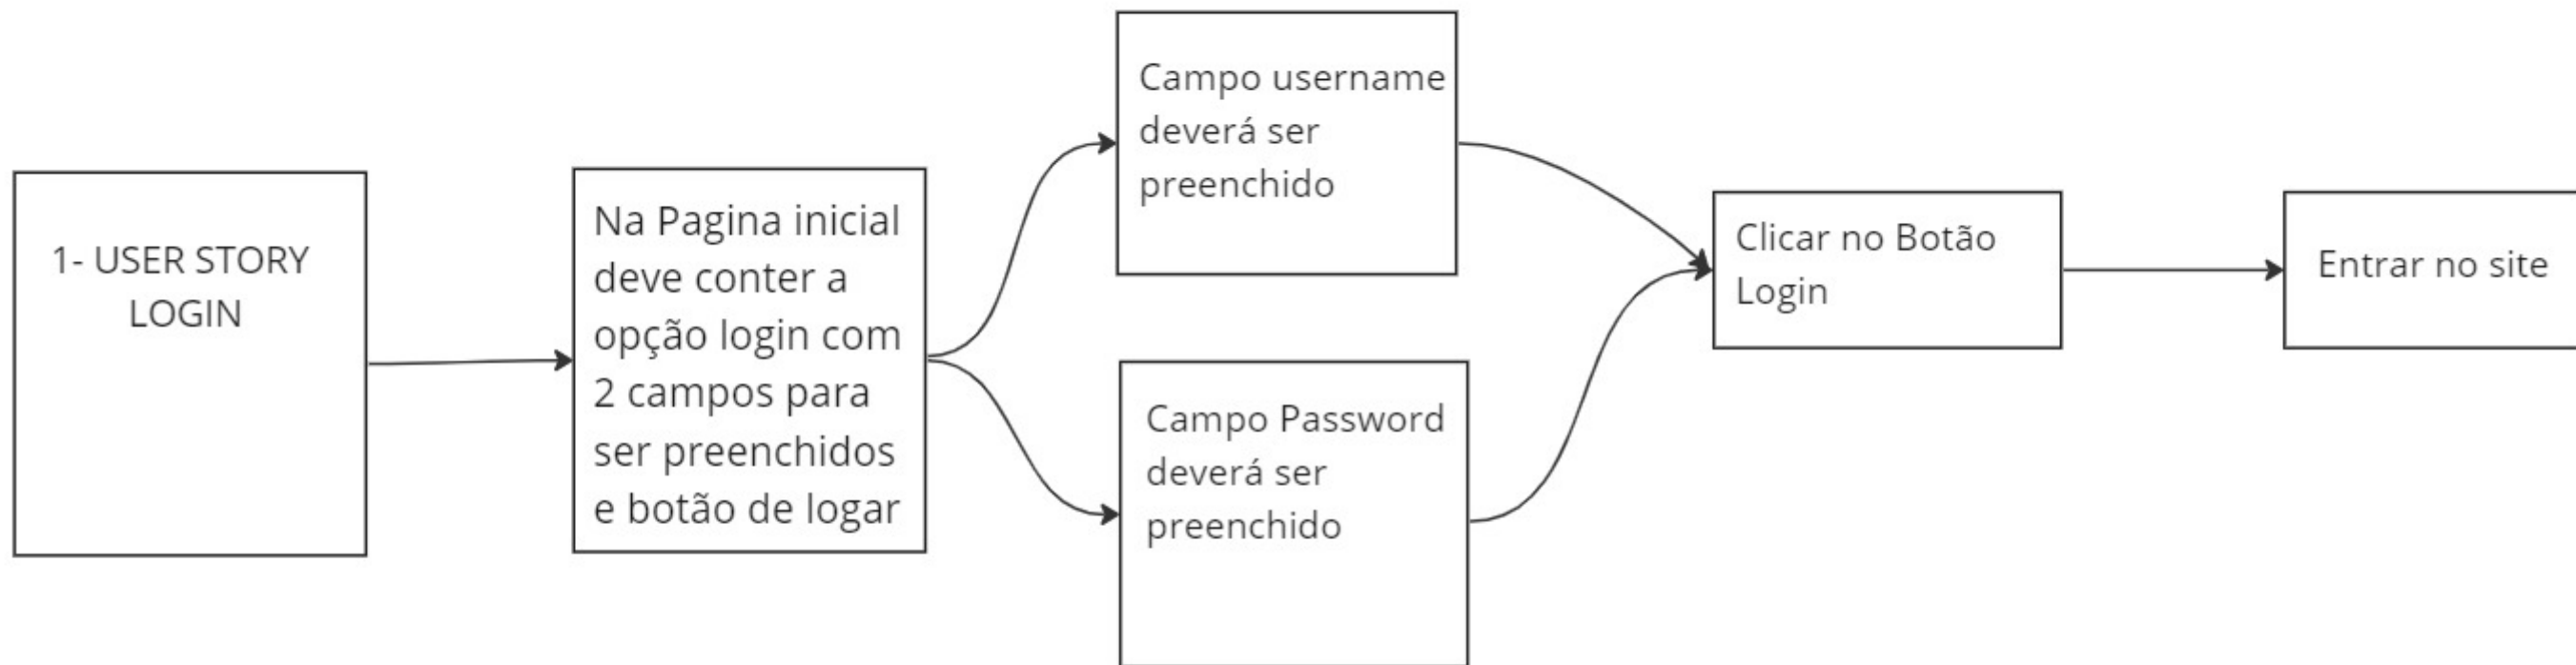 1- USER STORY
LOGIN
Na Pagina inicial
deve conter a
opção login com
2 campos para
ser preenchidos
e botão de logar
Campo username
deverá ser
preenchido
Campo Password
deverá ser
preenchido
Clicar no Botão
Login
Entrar no site